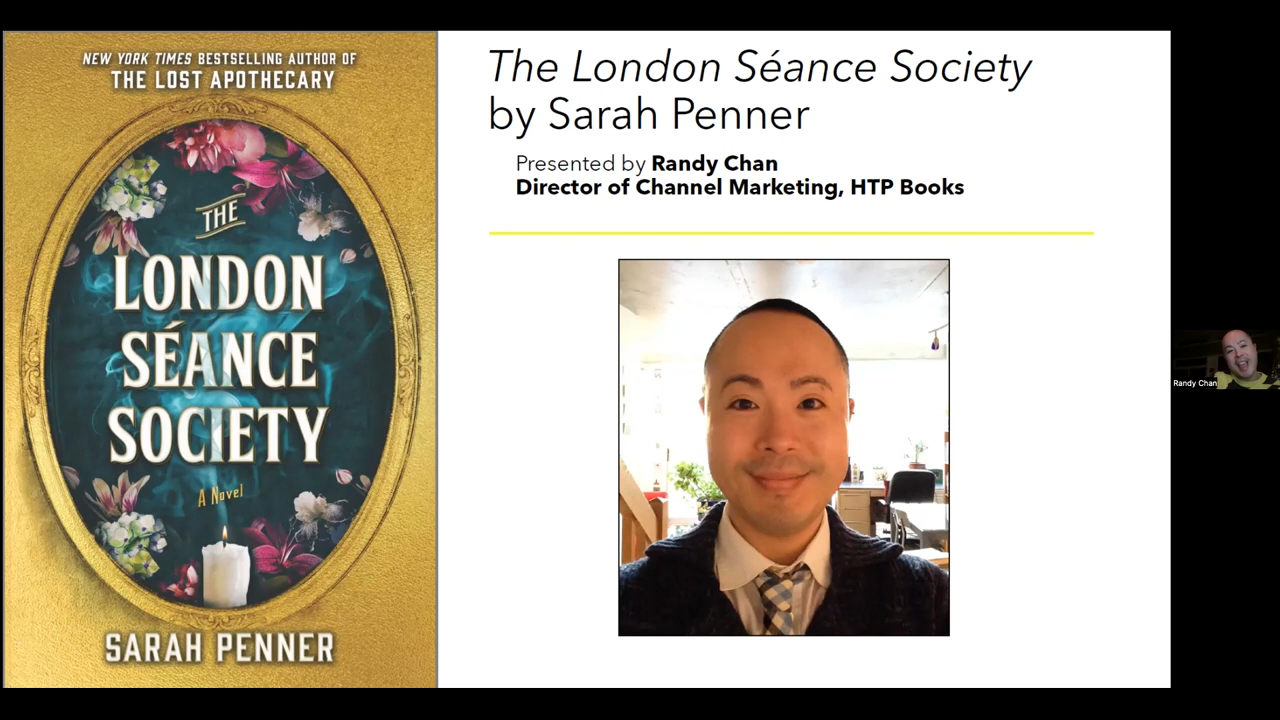 NEW YORK TIMES BESTSELLING AUTHOR OF
THE LOST APOTHECARY
THE
LONDON
SÉANCE
SOCIETY
A Novel
SARAH PENNER
The London Séance Society
by Sarah Penner
Presented by Randy Chan
Director of Channel Marketing, HTP Books
Randy Chan